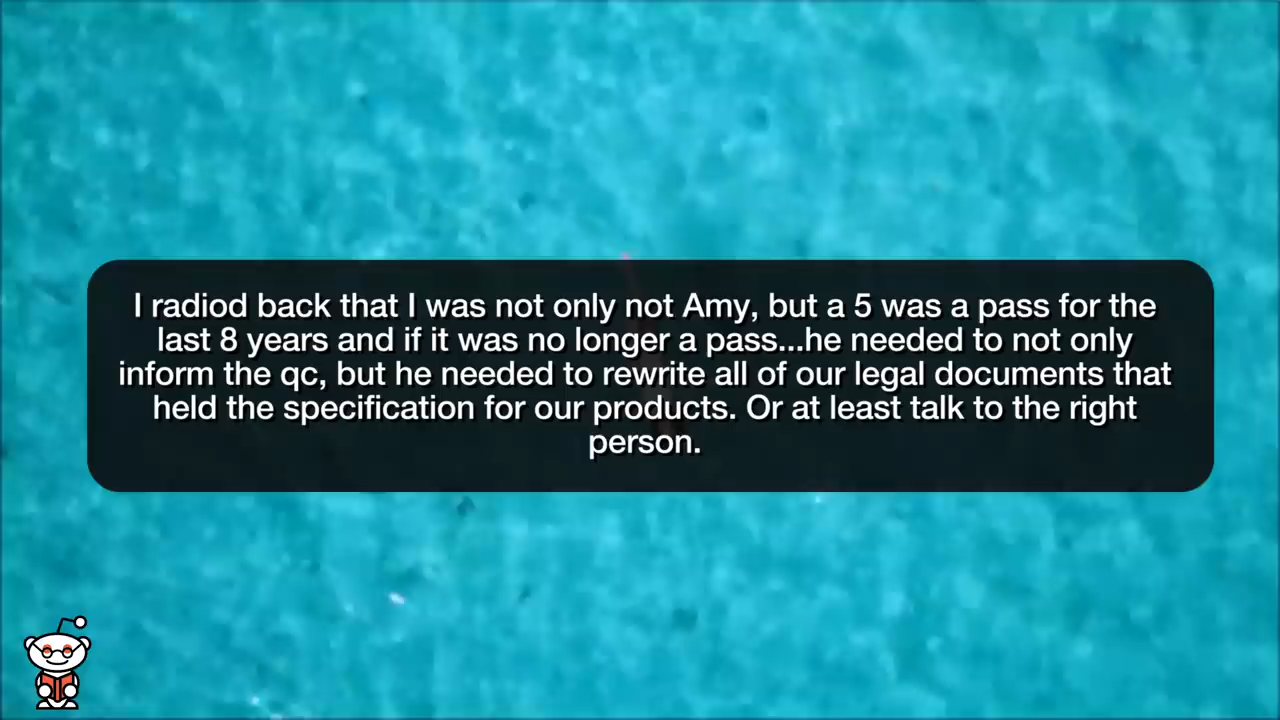 I radiod back that I was not only not Amy, but a 5 was a pass for the
last 8 years and if it was no longer a pass...he needed to not only
inform the qc, but he needed to rewrite all of our legal documents that
held the specification for our products. Or at least talk to the right
person.